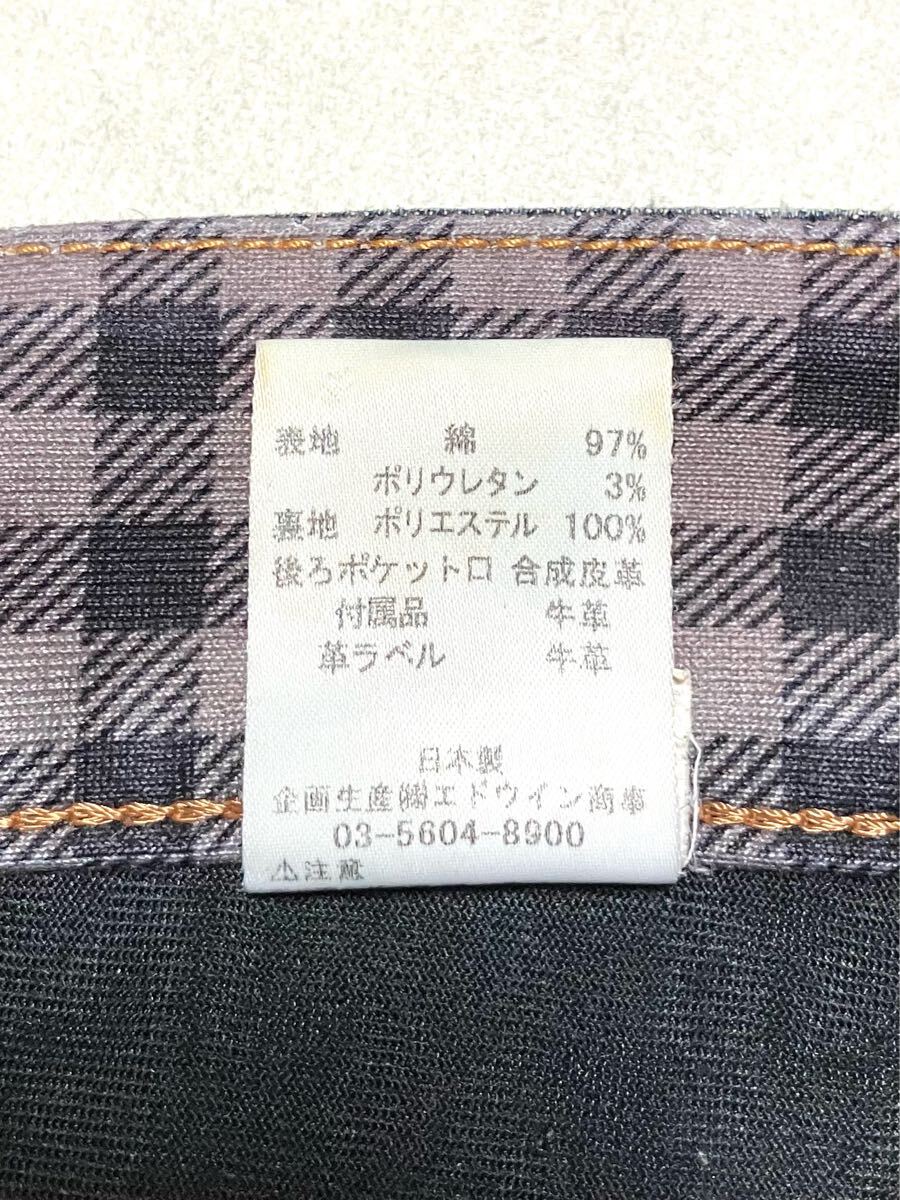 表地 綿 97%
ポリウレタン 3%
裏地 ポリエステル 100%
後ろポケット口 合成皮革
付属品 牛革
革ラベル 牛革
日本製
企画生産㈱エドウイン商事
03-5604-8900
⚠注意